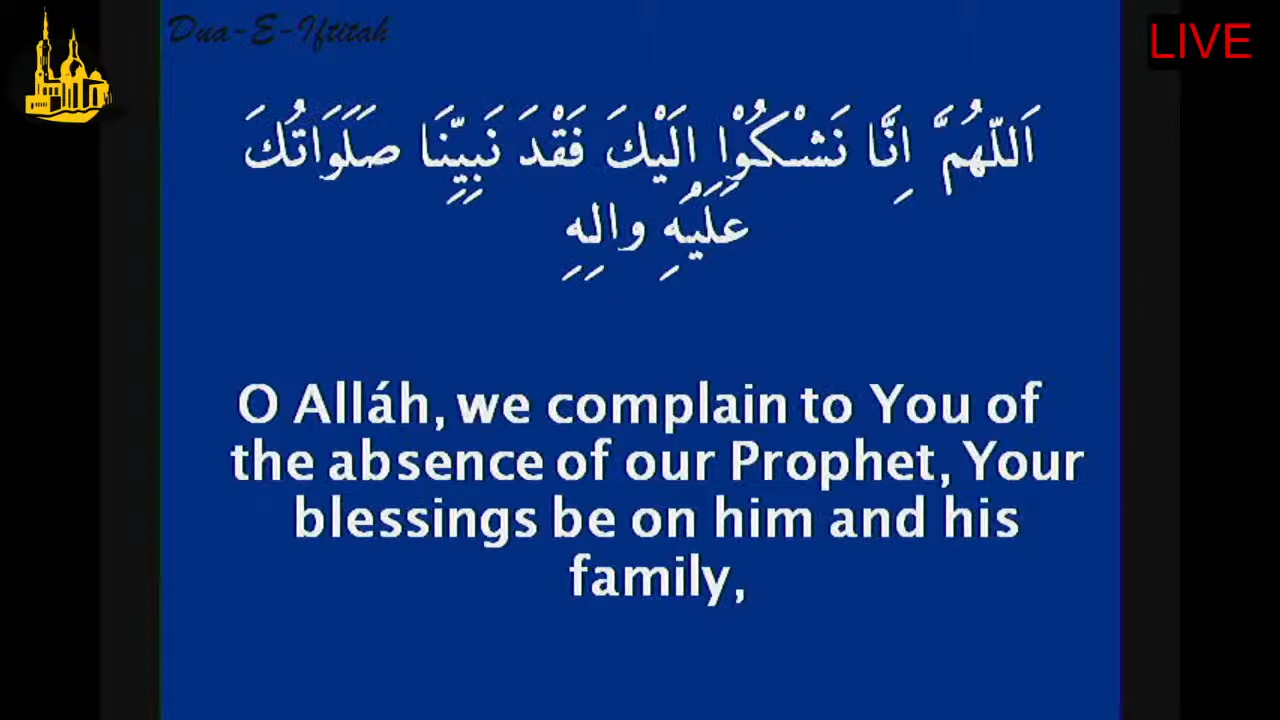 Dua-E-Iftitah
LIVE
اَللّهُمَّ اِنَّا نَشْكُوْا اِلَيْكَ فَقْدَ نَبِيِّنَا صَلَوَاتُكَ
عَلَيْهِ والِهِ
O Alláh, we complain to You of
the absence of our Prophet, Your
blessings be on him and his
family,